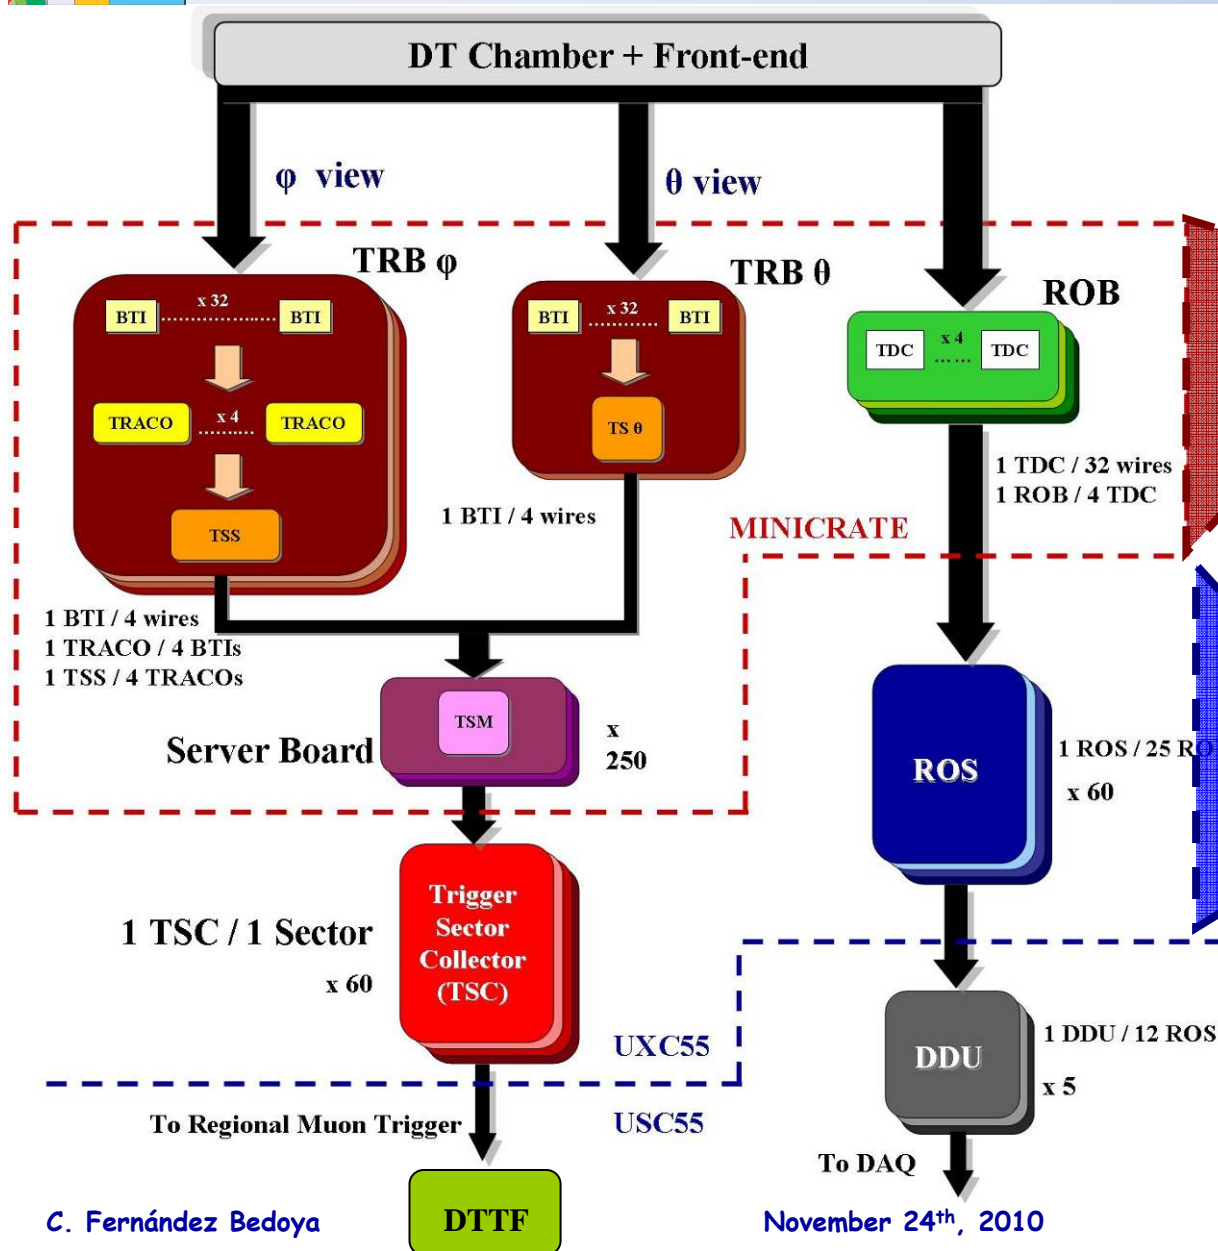 DT Chamber + Front-end
φ view
θ view
TRB φ
TRB θ
ROB
BTI
x 32
BTI
BTI
x 32
BTI
TDC
x 4
TDC
TRACO
x 4
TRACO
TS θ
TSS
1 TDC / 32 wires
1 ROB / 4 TDC
1 BTI / 4 wires
MINICRATE
1 BTI / 4 wires
1 TRACO / 4 BTIs
1 TSS / 4 TRACOs
TSM
Server Board
x
250
ROS
1 ROS / 25 RO
x 60
Trigger
Sector
Collector
(TSC)
1 TSC / 1 Sector
x 60
UXC55
DDU
1 DDU / 12 ROS
x 5
USC55
To Regional Muon Trigger
To DAQ
DTTF
C. Fernández Bedoya
November 24th, 2010